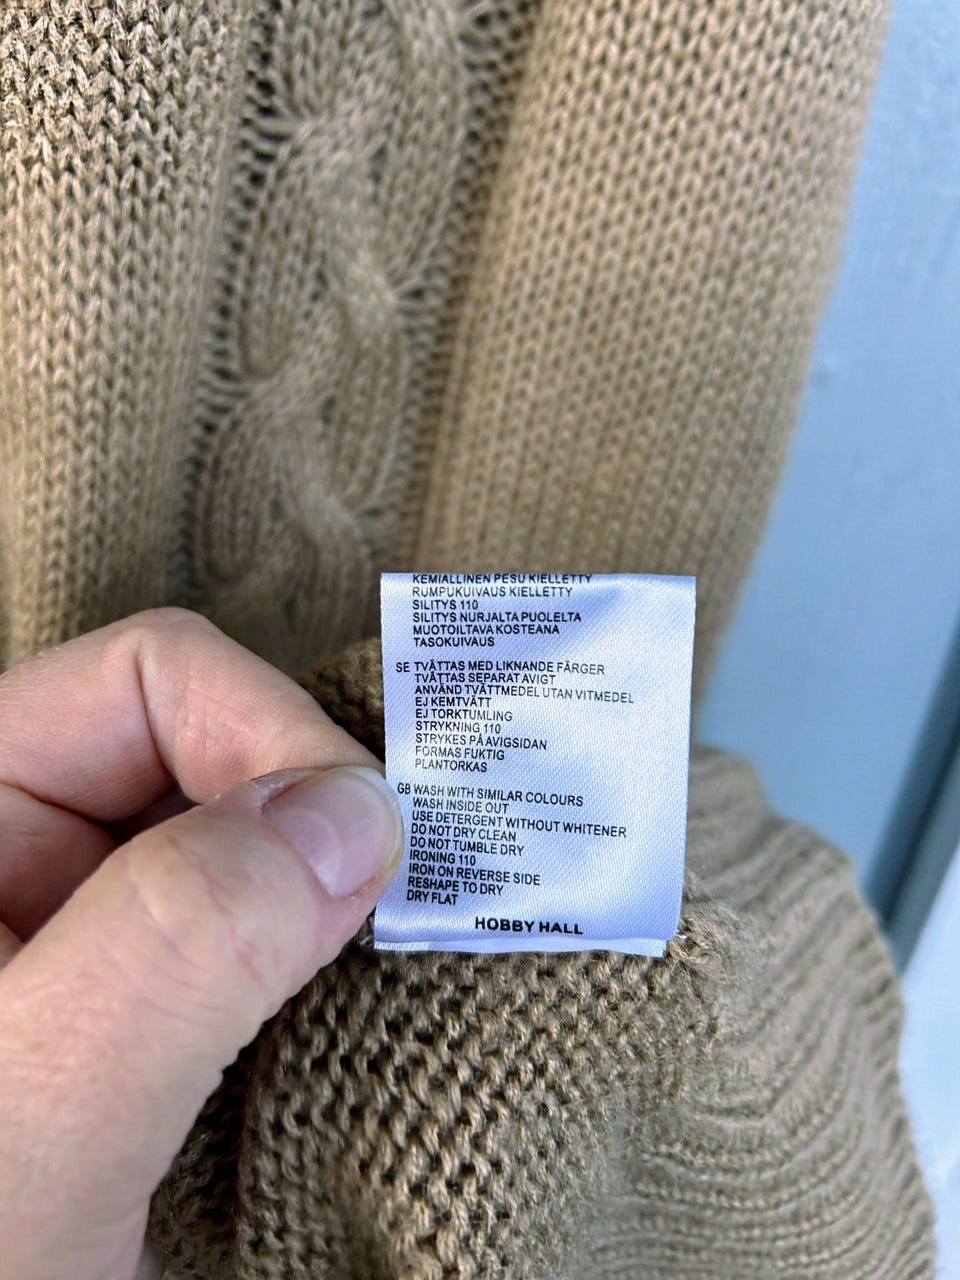 KEMIALLINEN PESU KIELLETTY
RUMPUKUIVAUS KIELLETTY
SILITYS 110
SILITYS NURJALTA PUOLELTA
MUOTOILTAVA KOSTEANA
TASOKUIVAUS
SE TVÄTTAS MED LIKNANDE FÄRGER
TVÄTTAS SEPARAT AVIGT
ANVÄND TVÄTTMEDEL UTAN VITMEDEL
EJ KEMTVÄTT
EJ TORKTUMLING
STRYKNING 110
STRYKES PÅ AVIGSIDAN
FORMAS FUKTIG
PLANTORKAS
GB WASH WITH SIMILAR COLOURS
WASH INSIDE OUT
USE DETERGENT WITHOUT WHITENER
DO NOT DRY CLEAN
DO NOT TUMBLE DRY
IRONING 110
IRON ON REVERSE SIDE
RESHAPE TO DRY
DRY FLAT
HOBBY HALL